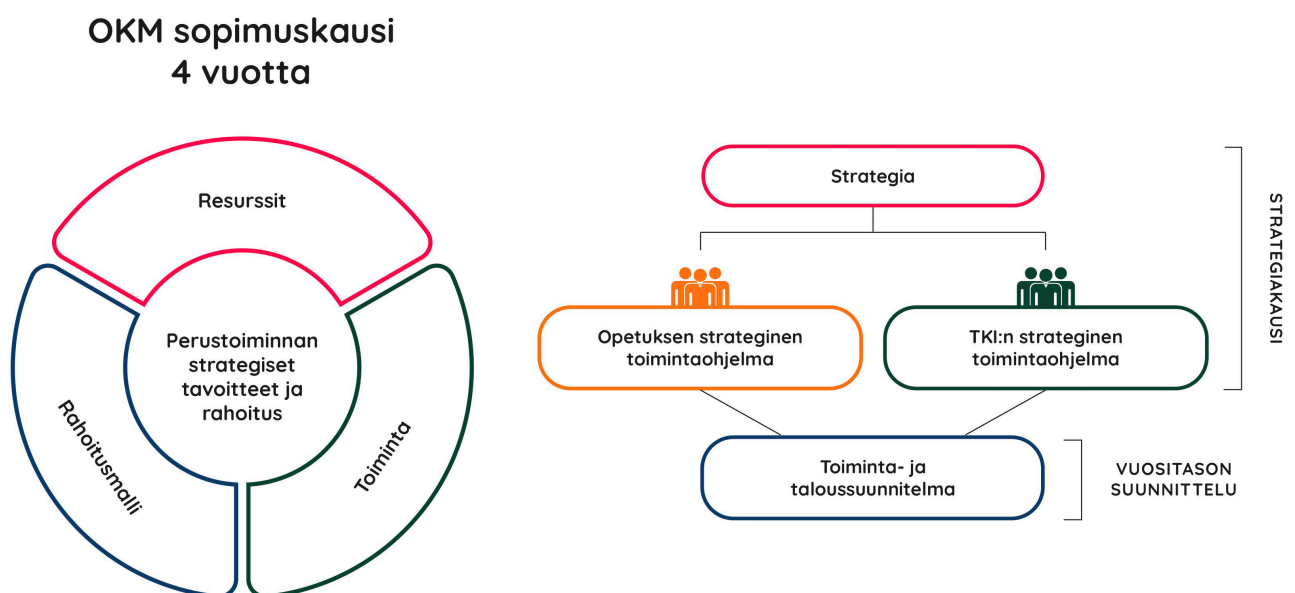 OKM sopimuskausi
4 vuotta
Resurssit
Perustoiminnan
strategiset
tavoitteet ja
rahoitus
Rahoitusmalli
Toiminta
Strategia
Opetuksen strateginen
toimintaohjelma
TKI:n strateginen
toimintaohjelma
STRATEGIAKAUSI
Toiminta- ja
taloussuunnitelma
VUOSITASON
SUUNNITTELU